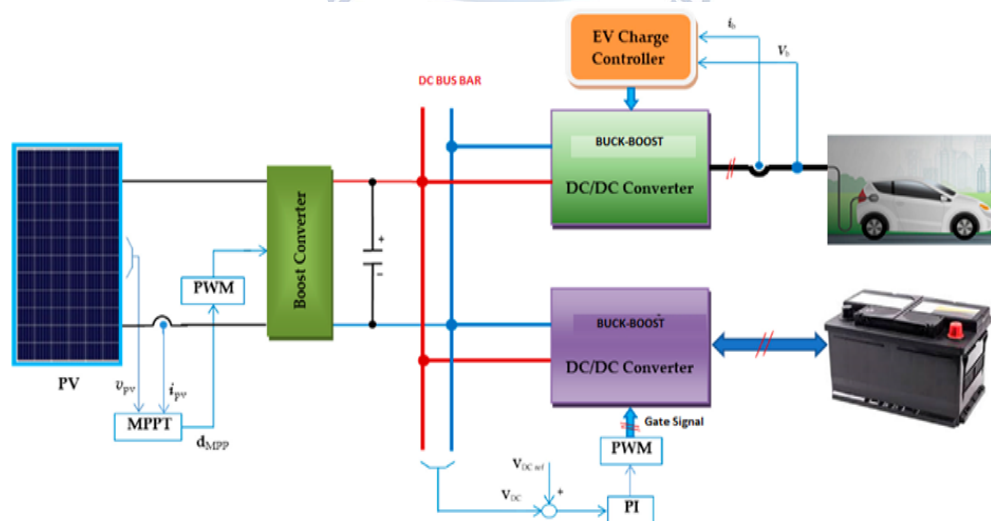 EV Charge
Controller
i_b
V_b
DC BUS BAR
BUCK-BOOST
DC/DC Converter
Boost Converter
+
-
PWM
PV
v_pv
i_pv
MPPT
d_MPP
BUCK-BOOST
DC/DC Converter
Gate Signal
PWM
V_DC ref
+
V_DC
-
PI